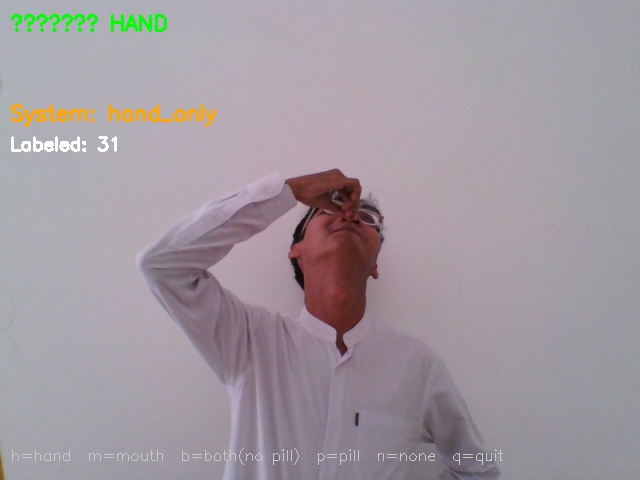 ??????? HAND
System: hand_only
Labeled: 31
h=hand m=mouth b=both(no pill) p=pill n=none q=quit